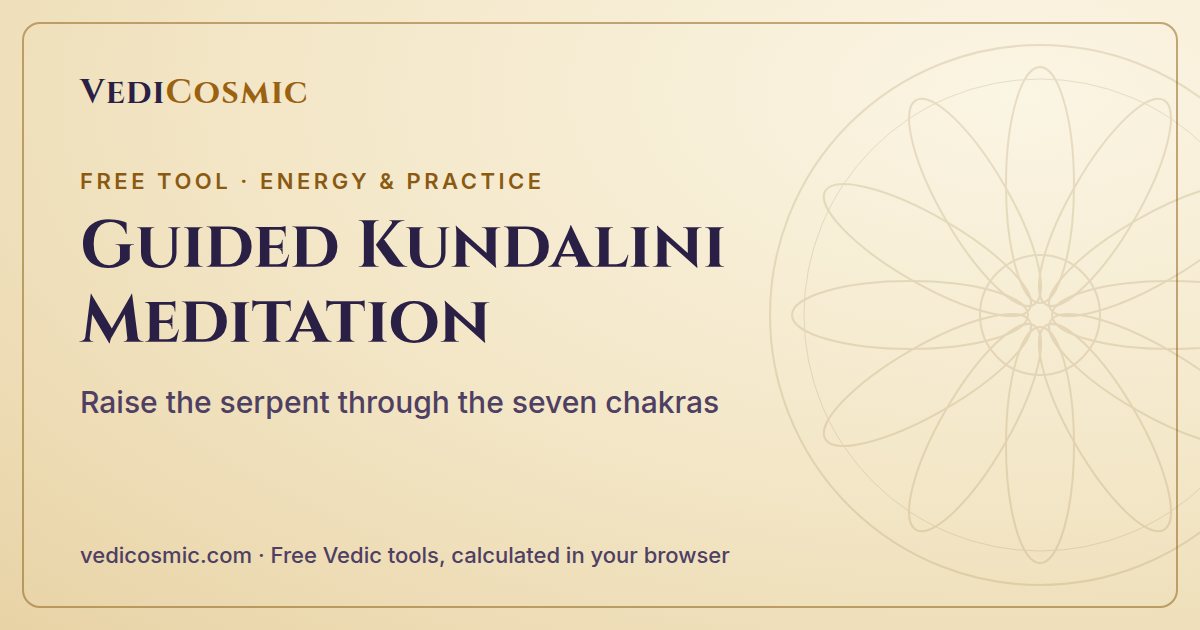 VediCosmic
FREE TOOL · ENERGY & PRACTICE
Guided Kundalini
Meditation
Raise the serpent through the seven chakras
vedicosmic.com · Free Vedic tools, calculated in your browser